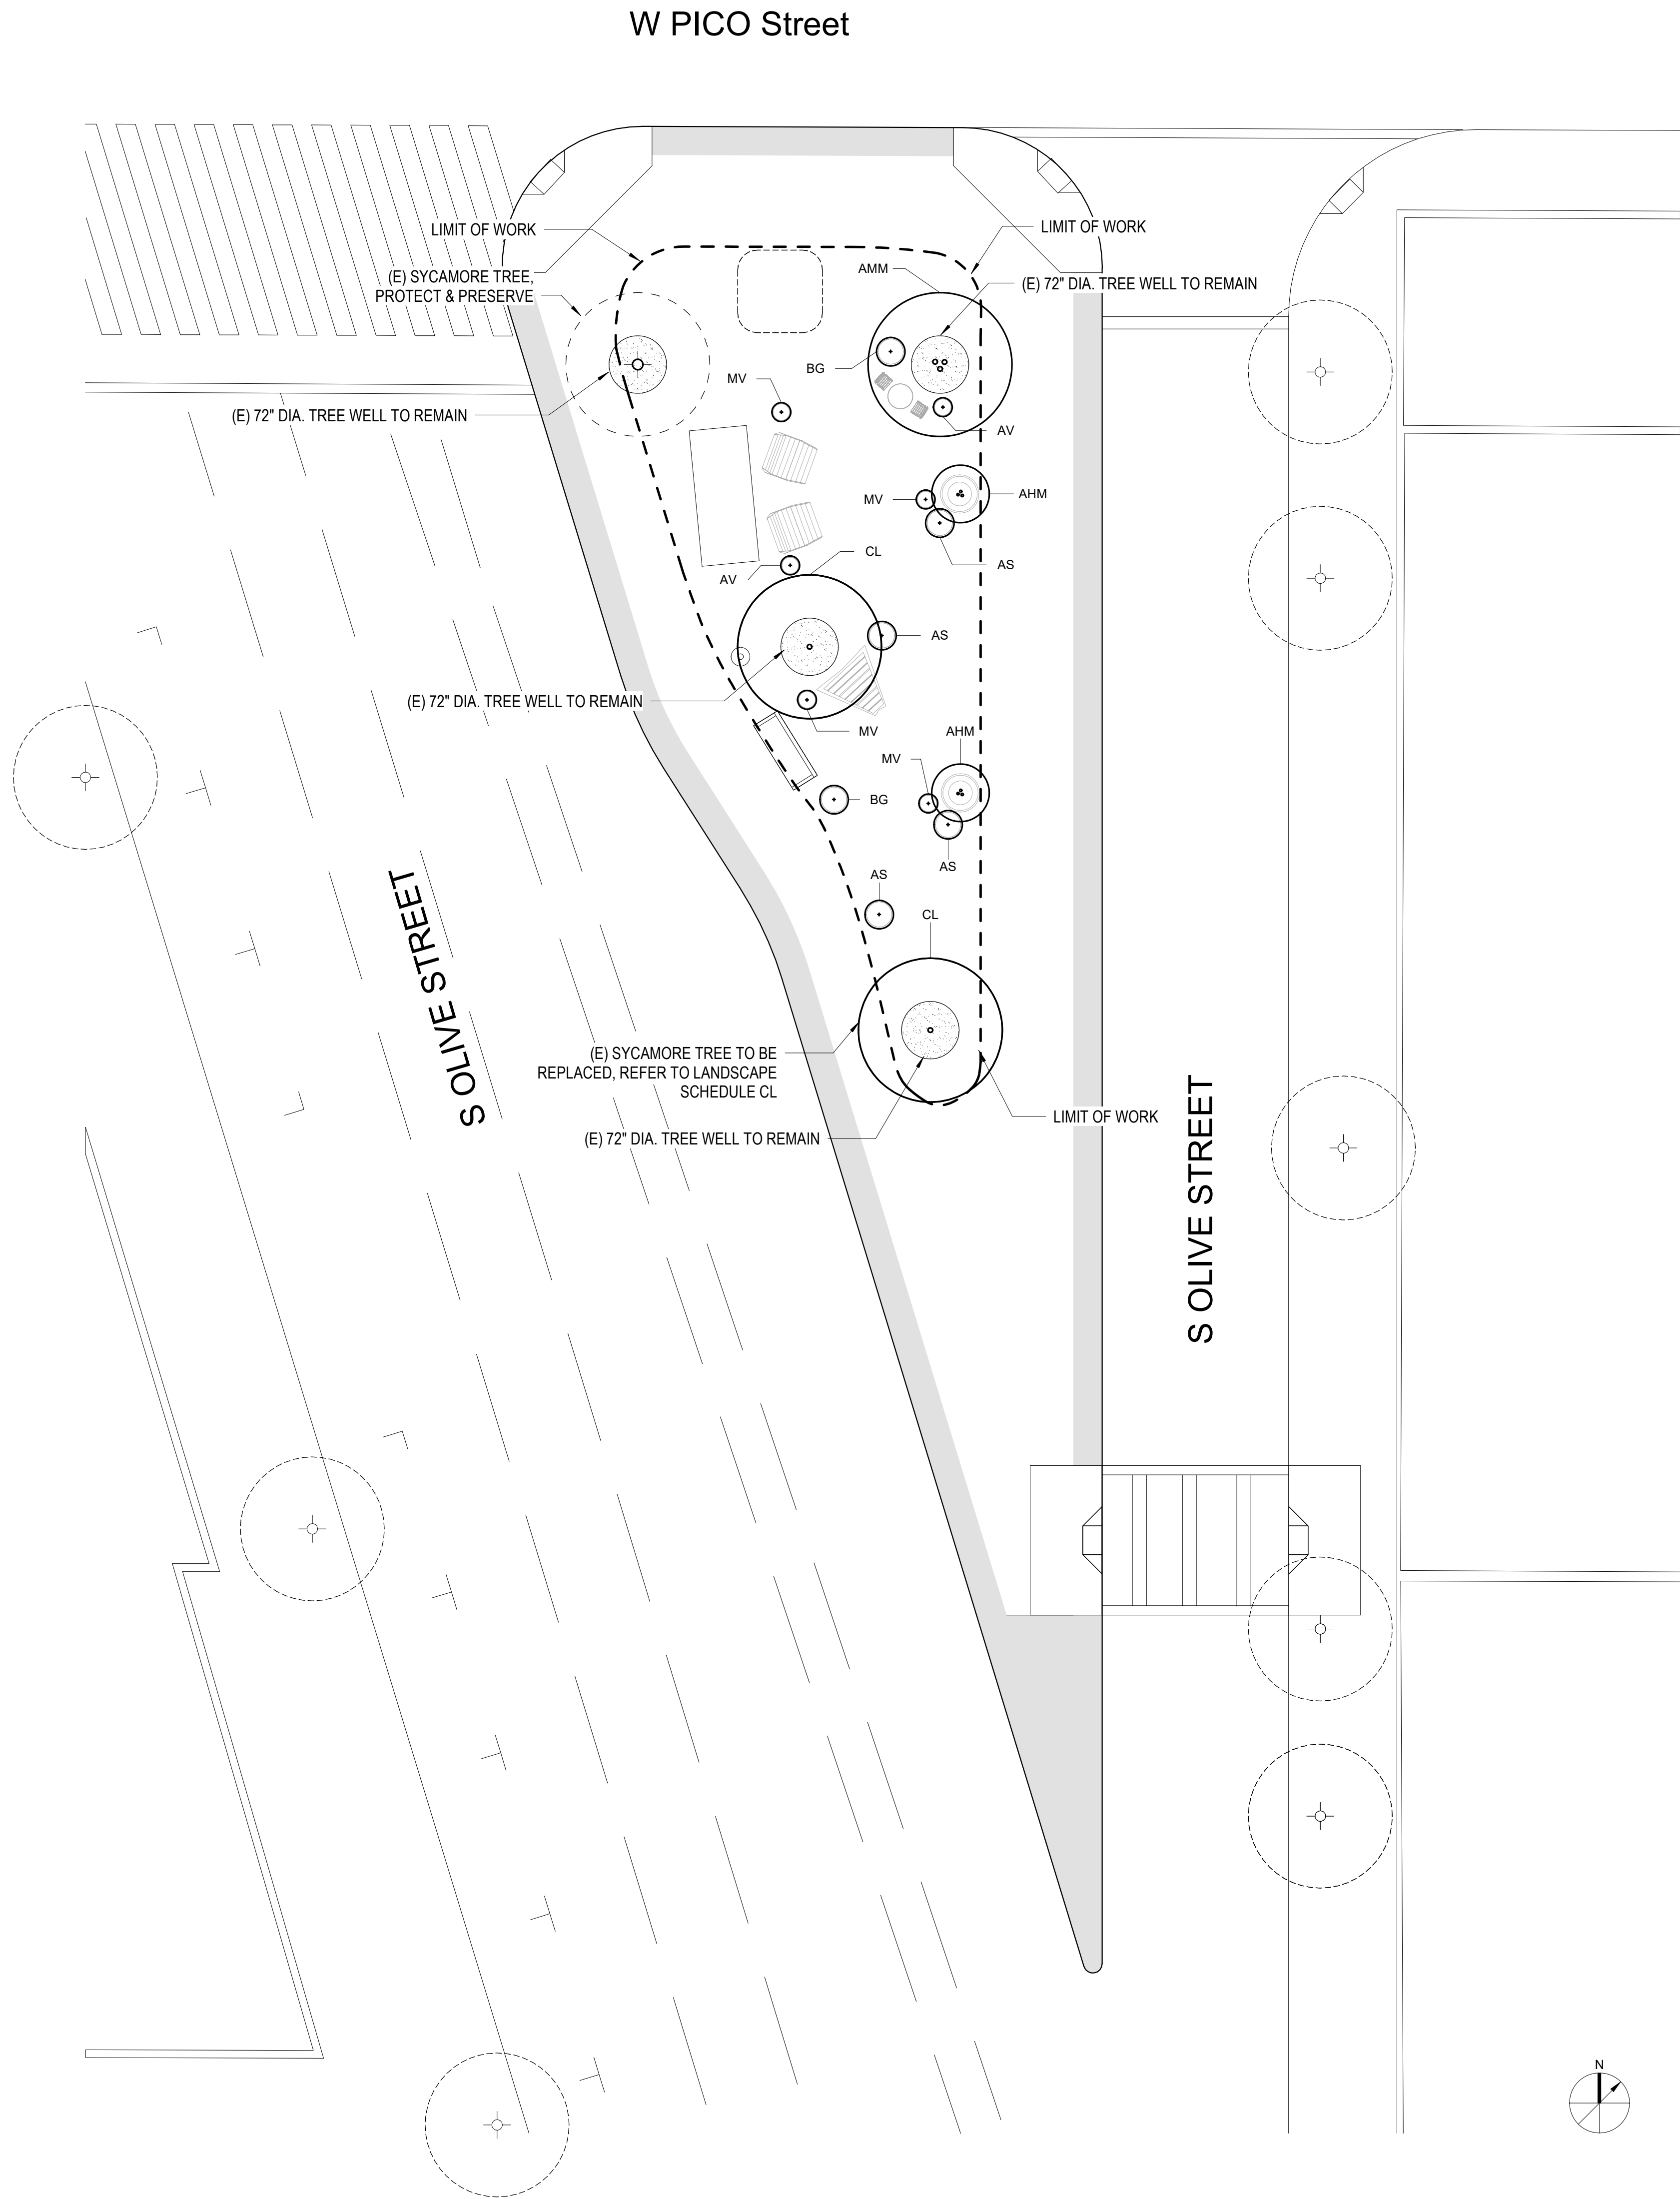 W PICO Street
LIMIT OF WORK
LIMIT OF WORK
AMM
(E) SYCAMORE TREE,
PROTECT & PRESERVE
(E) 72" DIA. TREE WELL TO REMAIN
BG
MV
(E) 72" DIA. TREE WELL TO REMAIN
AV
MV
AHM
CL
AS
AV
AS
(E) 72" DIA. TREE WELL TO REMAIN
MV
AHM
MV
BG
AS
AS
CL
S OLIVE STREET
(E) SYCAMORE TREE TO BE
REPLACED, REFER TO LANDSCAPE
SCHEDULE CL
LIMIT OF WORK
(E) 72" DIA. TREE WELL TO REMAIN
S OLIVE STREET
N